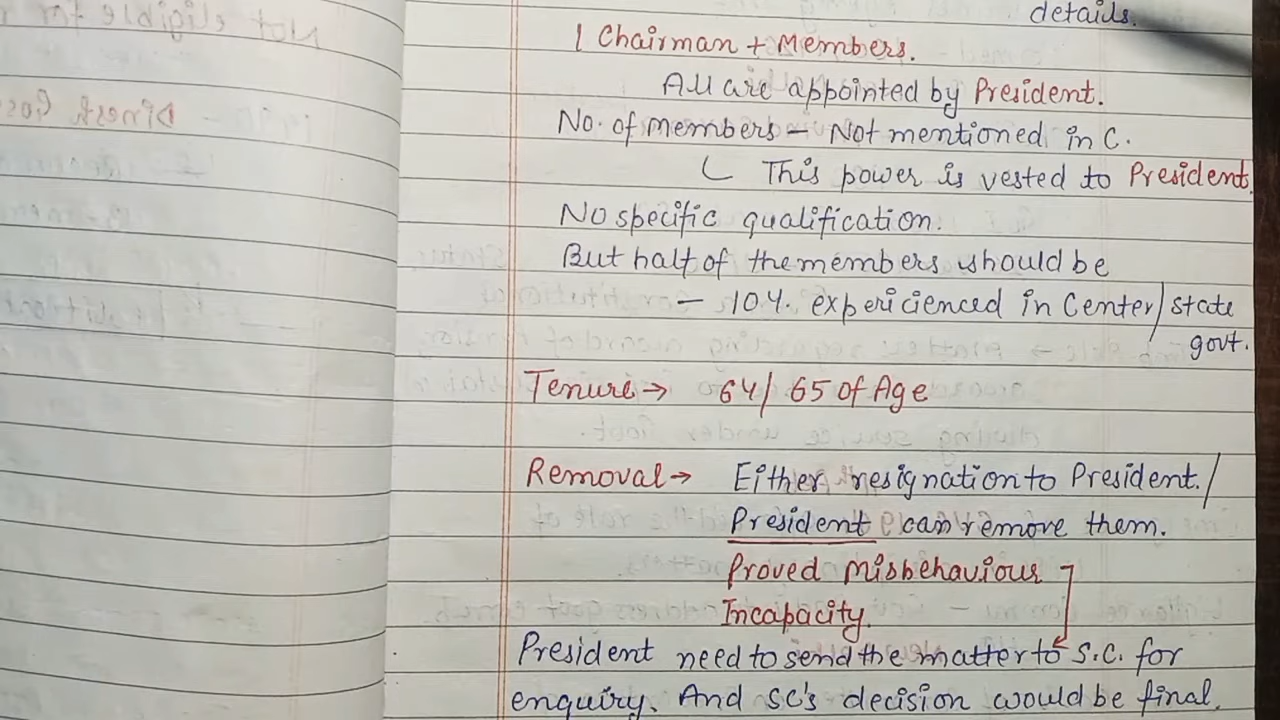 details.
1 Chairman + Members.
All are appointed by President.
No. of members - Not mentioned in C.
This power is vested to President.
No specific qualification.
But half of the members should be
- 10 y. expericienced in Center/state
govt.
Tenure → 64/65 of Age
Removal → Either resignation to President./
President can remove them.
Proved Misbehaviour
Incapacity.
President need to send the matter to S.C. for
enquiry. And SC's decision would be final.